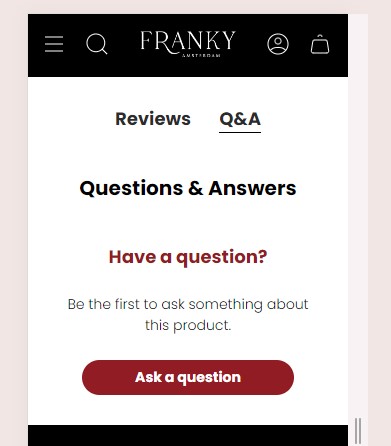 FRANKY
AMSTERDAM
Reviews Q&A
Questions & Answers
Have a question?
Be the first to ask something about
this product.
Ask a question